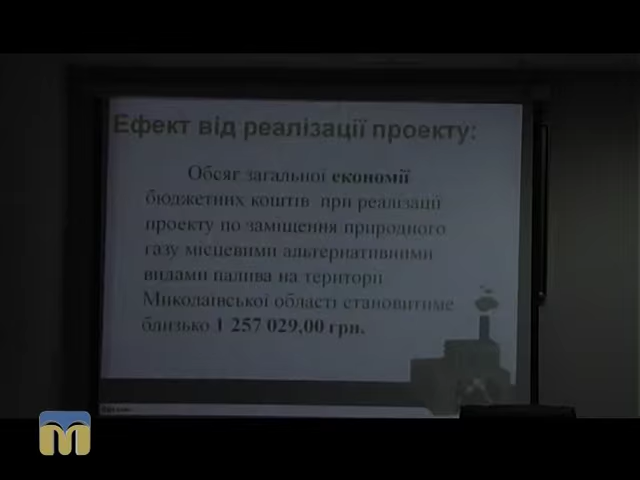 Ефект від реалізації проекту:
Обсяг загальної економії
бюджетних коштів при реалізації
проекту по заміщення природного
газу місцевими альтернативними
видами палива на території
Миколаївської області становитиме
близько 1 257 029,00 грн.